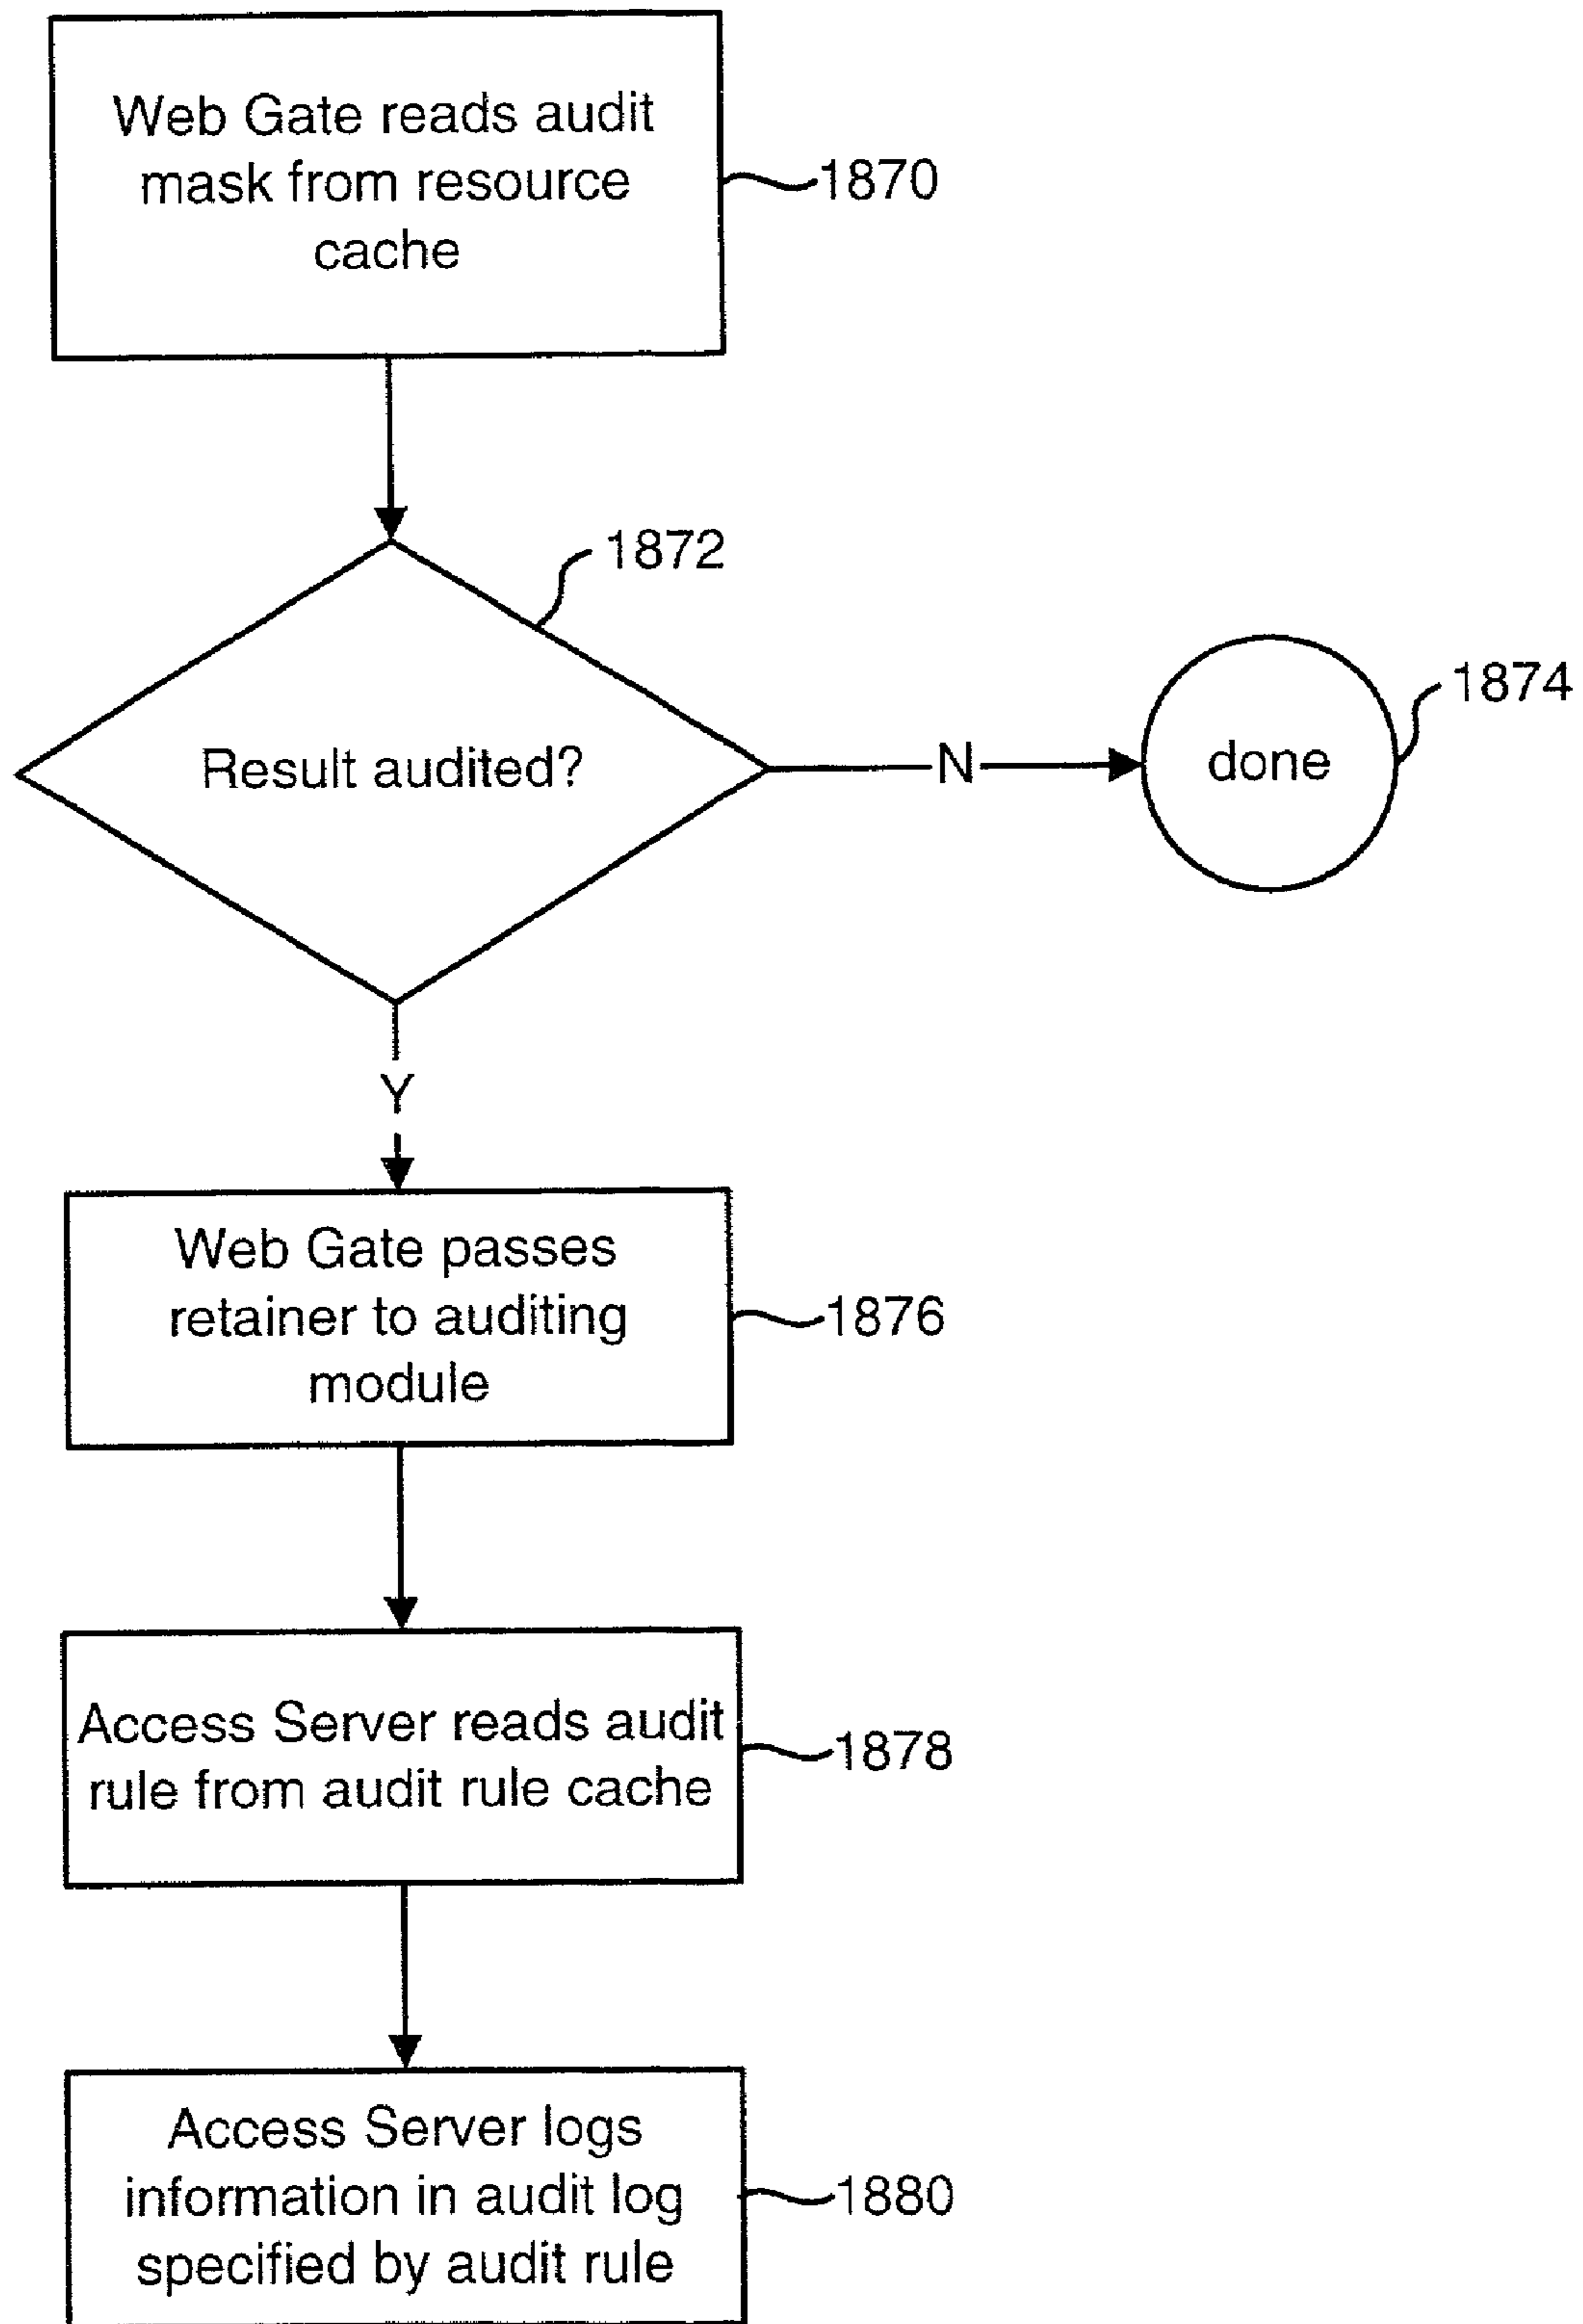 Web Gate reads audit
mask from resource
cache
1870
1872
Result audited?
N
done
1874
Y
Web Gate passes
retainer to auditing
module
1876
Access Server reads audit
rule from audit rule cache
1878
Access Server logs
information in audit log
specified by audit rule
1880